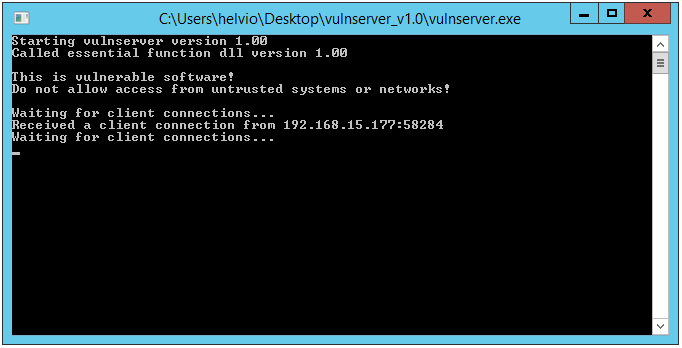 C:\Users\helvio\Desktop\vulnserver_v1.0\vulnserver.exe
Starting vulnserver version 1.00
Called essential function dll version 1.00
This is vulnerable software!
Do not allow access from untrusted systems or networks!
Waiting for client connections...
Received a client connection from 192.168.15.177:58284
Waiting for client connections...